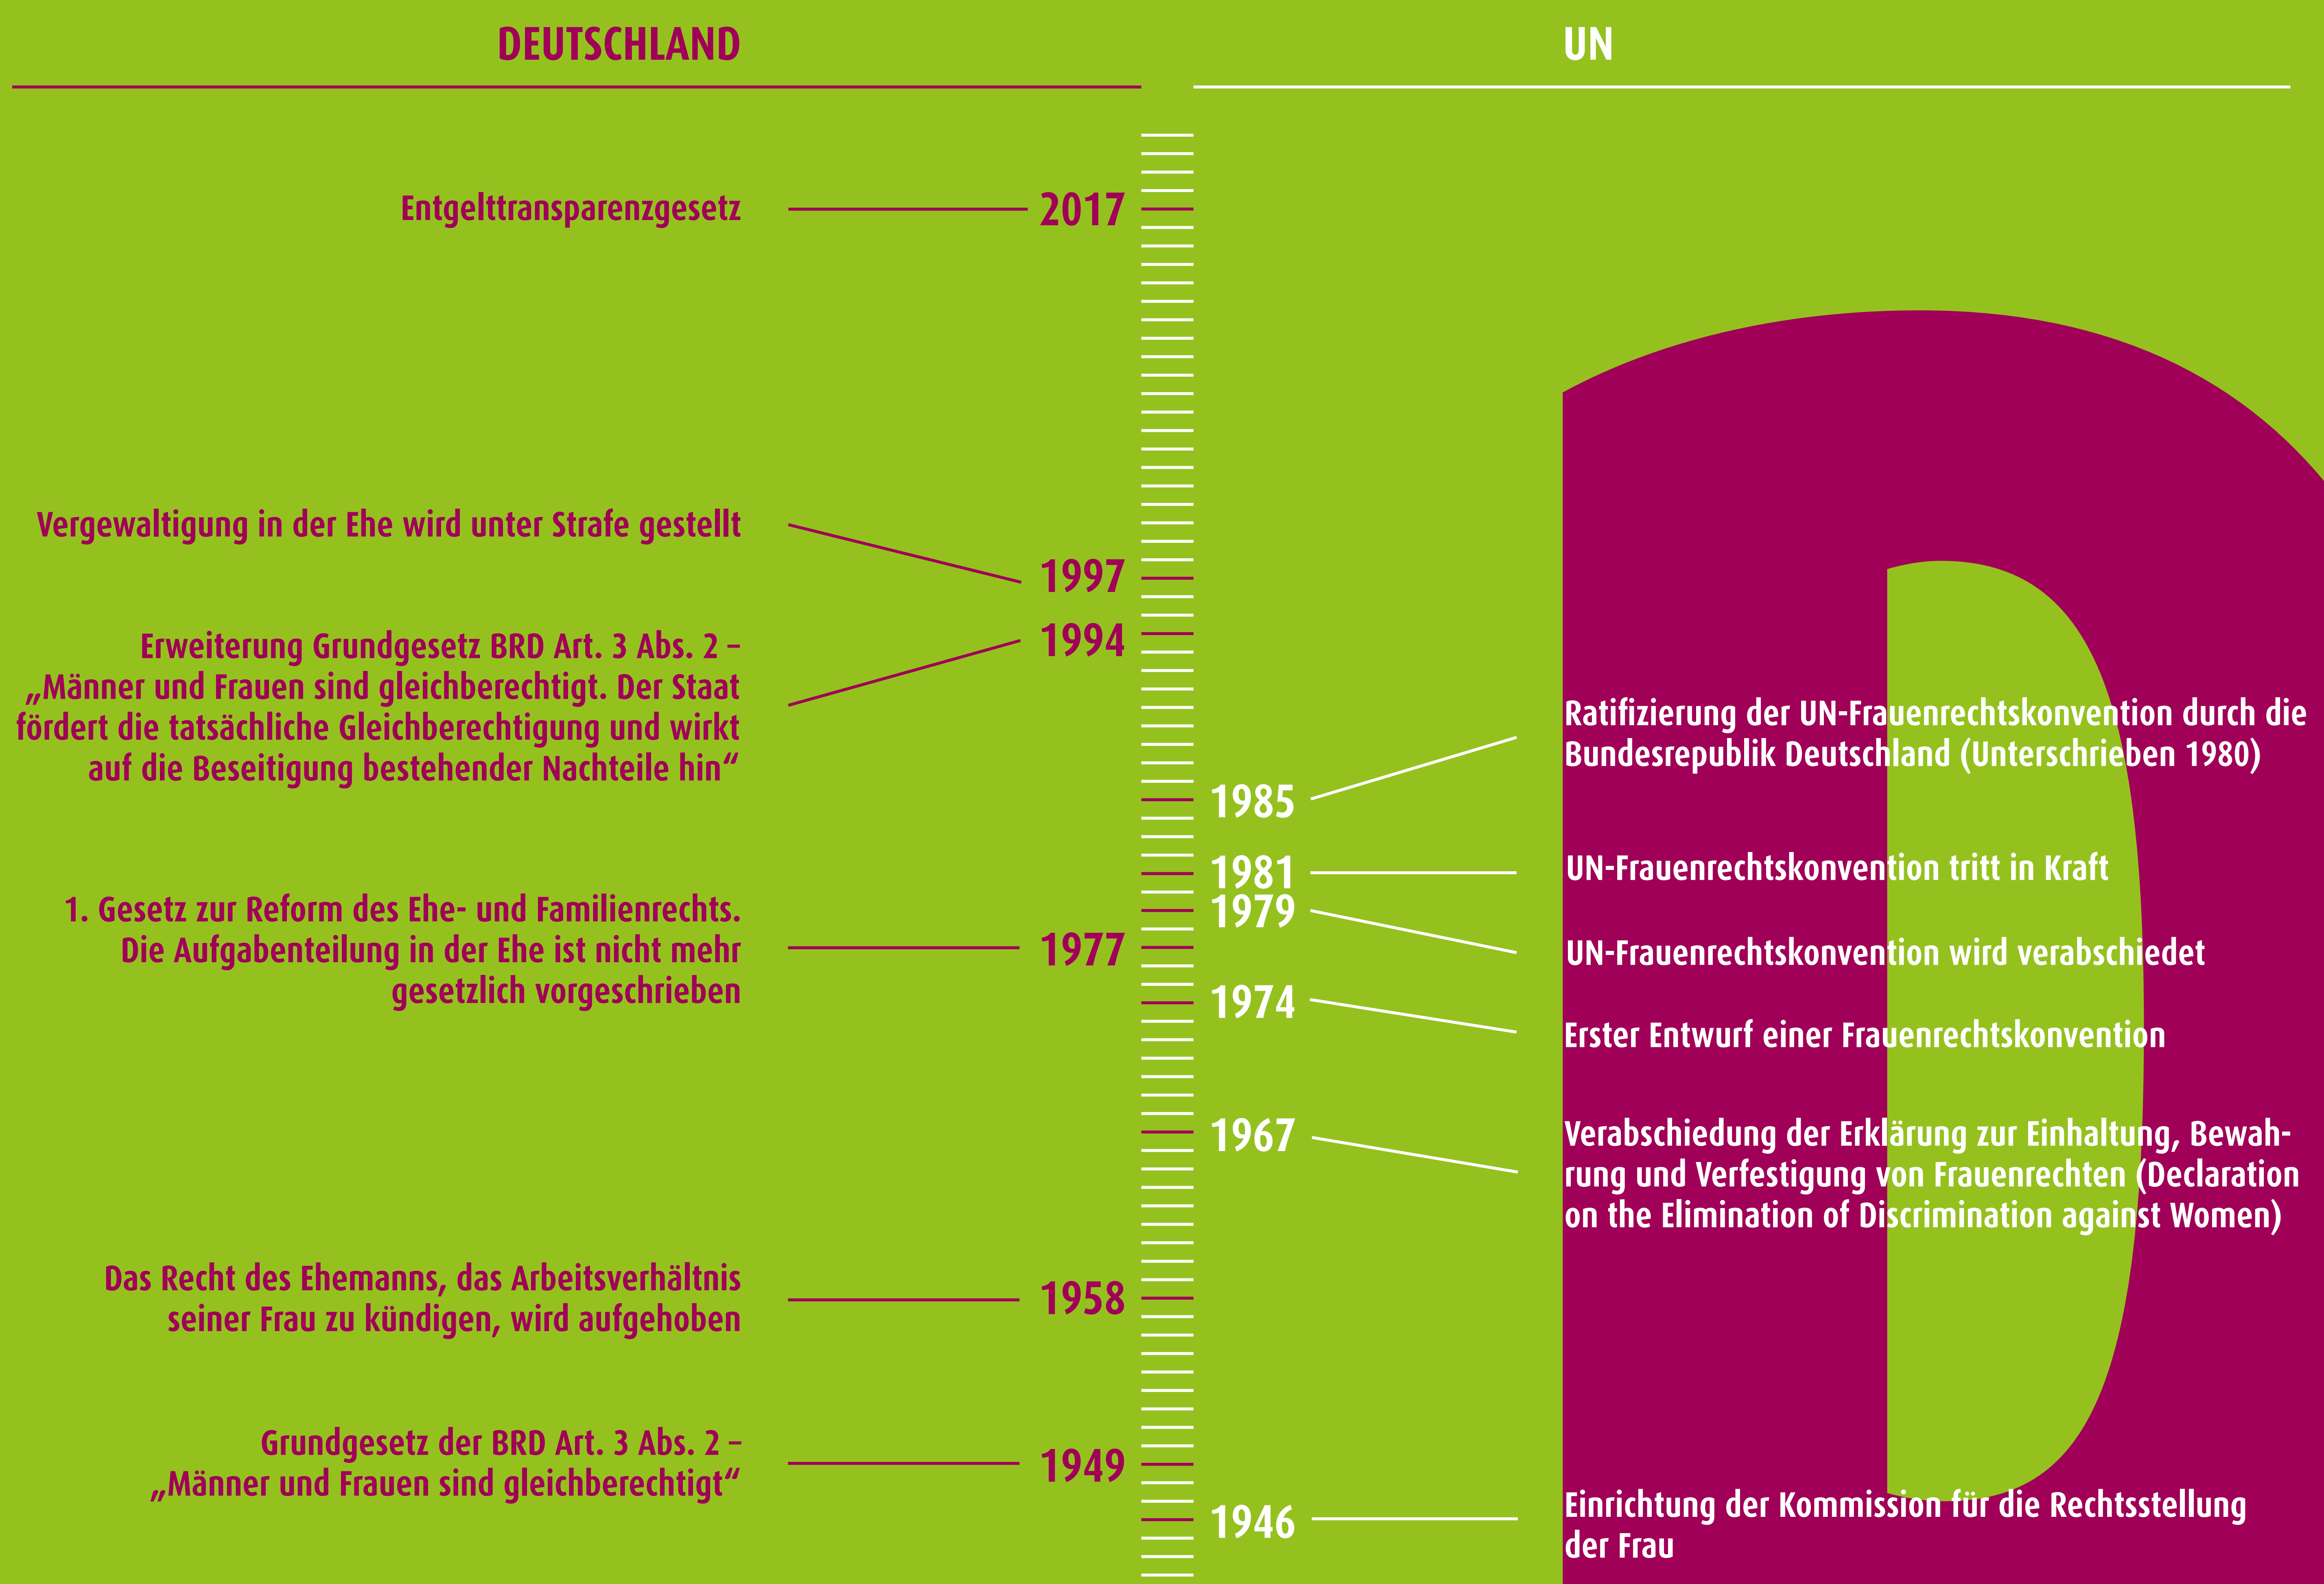 DEUTSCHLAND
UN
Entgelttransparenzgesetz
2017
Vergewaltigung in der Ehe wird unter Strafe gestellt
1997
Erweiterung Grundgesetz BRD Art. 3 Abs. 2 –
„Männer und Frauen sind gleichberechtigt. Der Staat
fördert die tatsächliche Gleichberechtigung und wirkt
auf die Beseitigung bestehender Nachteile hin“
1994
1985
Ratifizierung der UN-Frauenrechtskonvention durch die
Bundesrepublik Deutschland (Unterschrieben 1980)
1981
UN-Frauenrechtskonvention tritt in Kraft
1979
UN-Frauenrechtskonvention wird verabschiedet
1. Gesetz zur Reform des Ehe- und Familienrechts.
Die Aufgabenteilung in der Ehe ist nicht mehr
gesetzlich vorgeschrieben
1977
1974
Erster Entwurf einer Frauenrechtskonvention
1967
Verabschiedung der Erklärung zur Einhaltung, Bewah-
rung und Verfestigung von Frauenrechten (Declaration
on the Elimination of Discrimination against Women)
Das Recht des Ehemanns, das Arbeitsverhältnis
seiner Frau zu kündigen, wird aufgehoben
1958
Grundgesetz der BRD Art. 3 Abs. 2 –
„Männer und Frauen sind gleichberechtigt“
1949
1946
Einrichtung der Kommission für die Rechtsstellung
der Frau